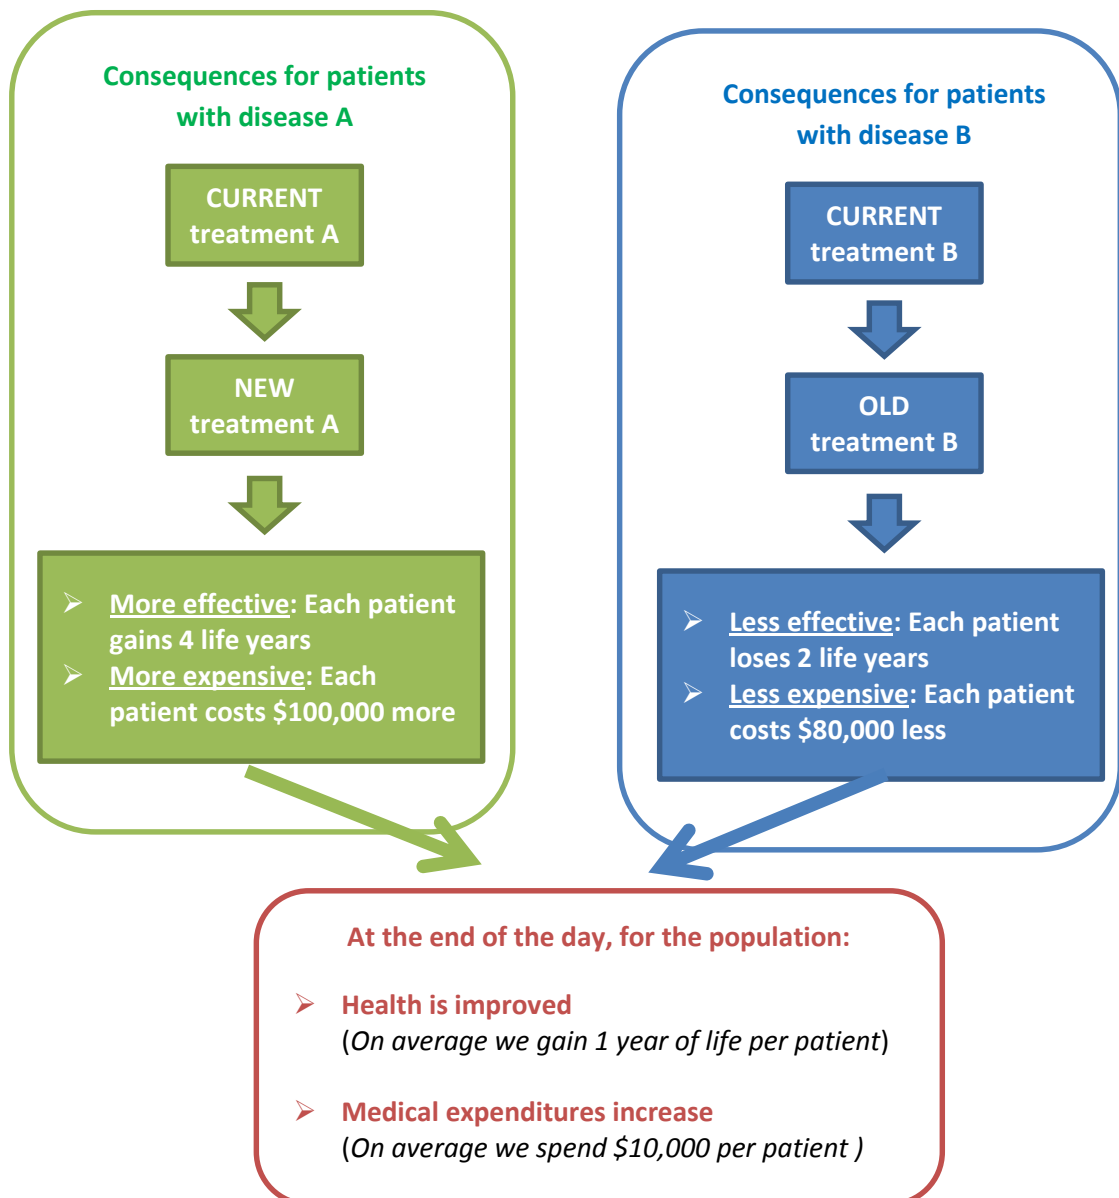 Consequences for patients
with disease A
CURRENT
treatment A
NEW
treatment A
➢ More effective: Each patient
gains 4 life years
➢ More expensive: Each
patient costs $100,000 more
Consequences for patients
with disease B
CURRENT
treatment B
OLD
treatment B
➢ Less effective: Each patient
loses 2 life years
➢ Less expensive: Each patient
costs $80,000 less
At the end of the day, for the population:
➢ Health is improved
(On average we gain 1 year of life per patient)
➢ Medical expenditures increase
(On average we spend $10,000 per patient )